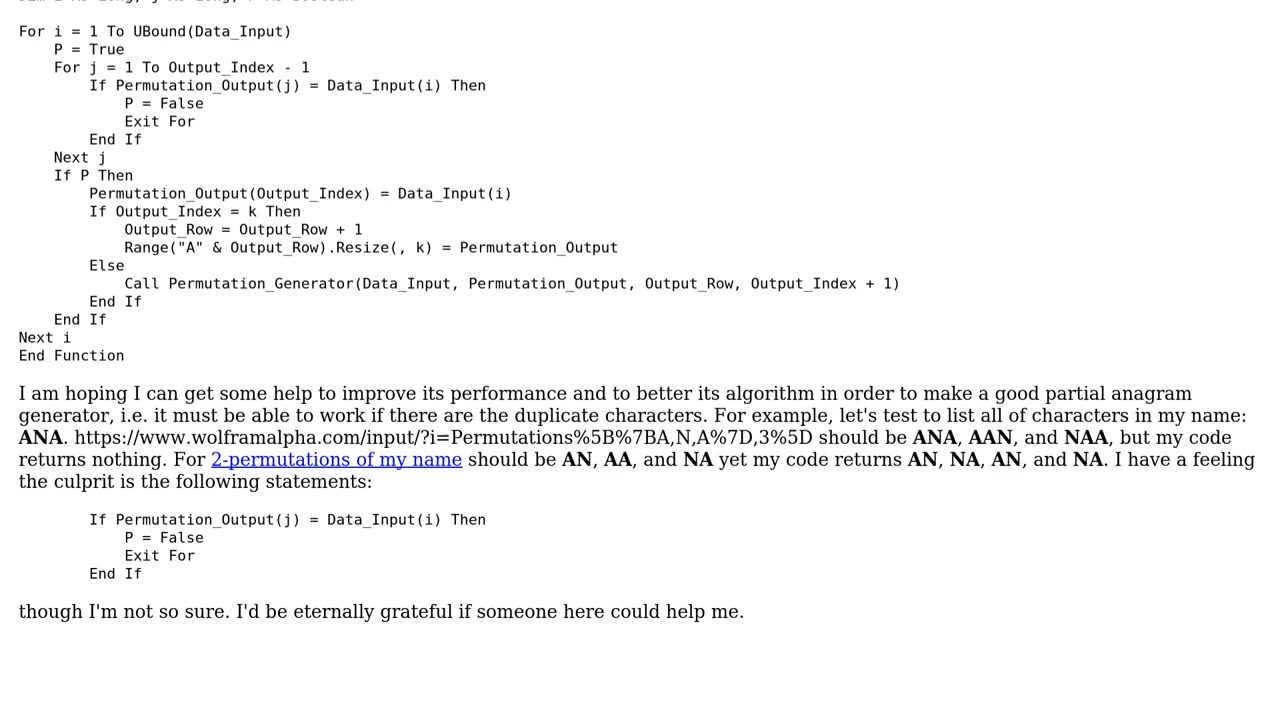 For i = 1 To UBound(Data_Input)
P = True
For j = 1 To Output_Index - 1
If Permutation_Output(j) = Data_Input(i) Then
P = False
Exit For
End If
Next j
If P Then
Permutation_Output(Output_Index) = Data_Input(i)
If Output_Index = k Then
Output_Row = Output_Row + 1
Range("A" & Output_Row).Resize(, k) = Permutation_Output
Else
Call Permutation_Generator(Data_Input, Permutation_Output, Output_Row, Output_Index + 1)
End If
End If
Next i
End Function
I am hoping I can get some help to improve its performance and to better its algorithm in order to make a good partial anagram
generator, i.e. it must be able to work if there are the duplicate characters. For example, let's test to list all of characters in my name:
ANA. https://www.wolframalpha.com/input/?i=Permutations%5B%7BA,N,A%7D,3%5D should be ANA, AAN, and NAA, but my code
returns nothing. For 2-permutations of my name should be AN, AA, and NA yet my code returns AN, NA, AN, and NA. I have a feeling
the culprit is the following statements:
If Permutation_Output(j) = Data_Input(i) Then
P = False
Exit For
End If
though I'm not so sure. I'd be eternally grateful if someone here could help me.